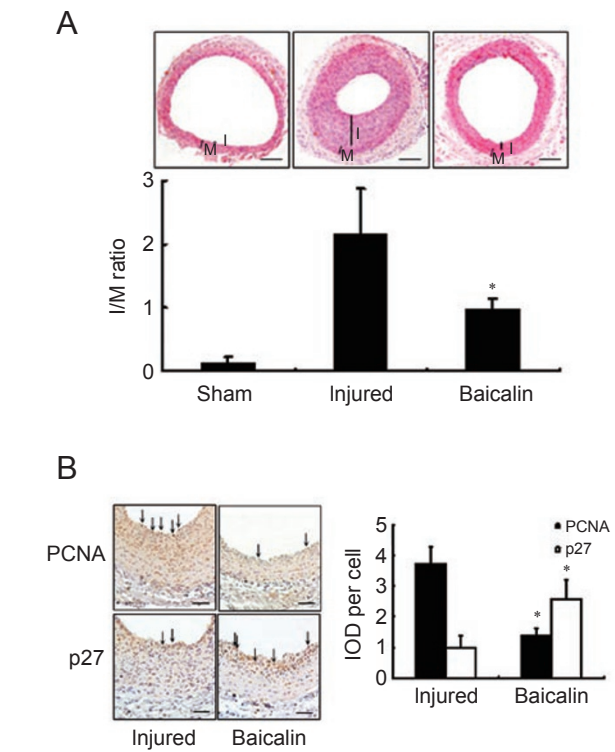 A
M I
I
M
I
M
3
2
1
0
I/M ratio
*
Sham Injured Baicalin
B
PCNA
p27
Injured Baicalin
5
4
3
2
1
0
IOD per cell
PCNA
p27
*
*
Injured Baicalin